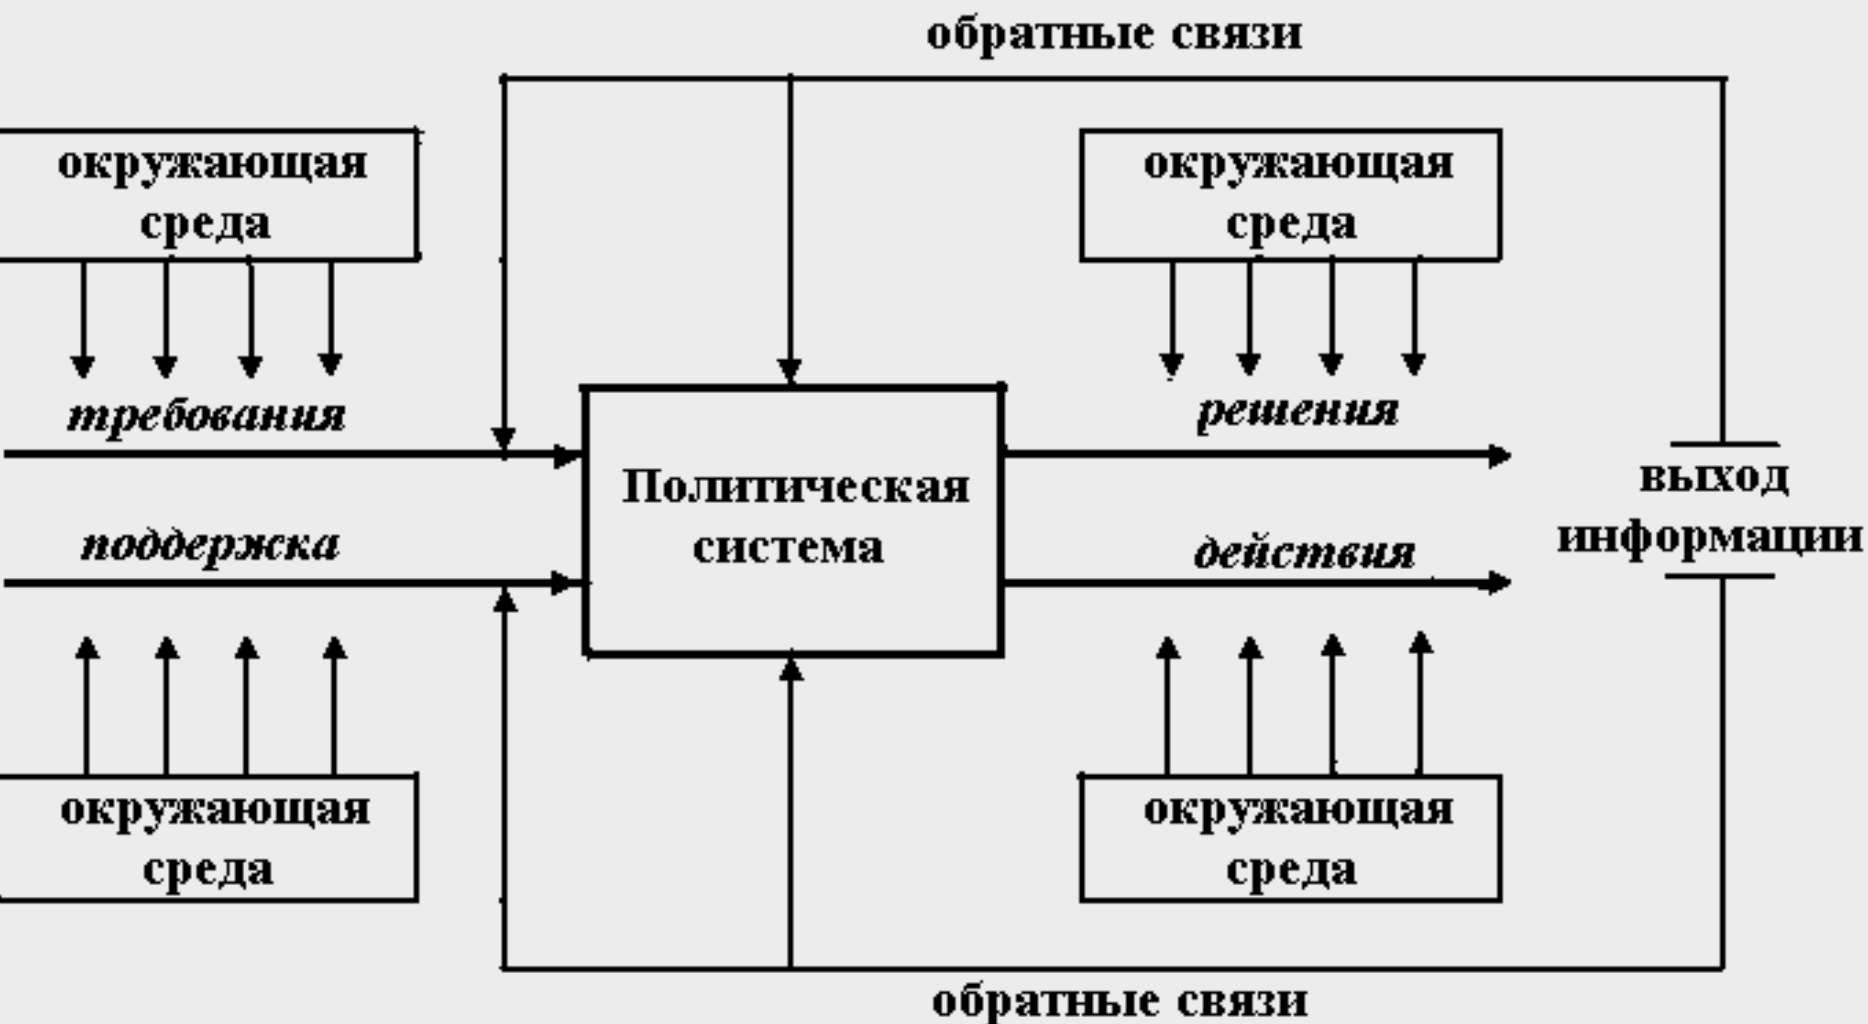 обратные связи
окружающая
среда
окружающая
среда
требования
решения
Политическая
система
выход
информации
поддержка
действия
окружающая
среда
окружающая
среда
обратные связи